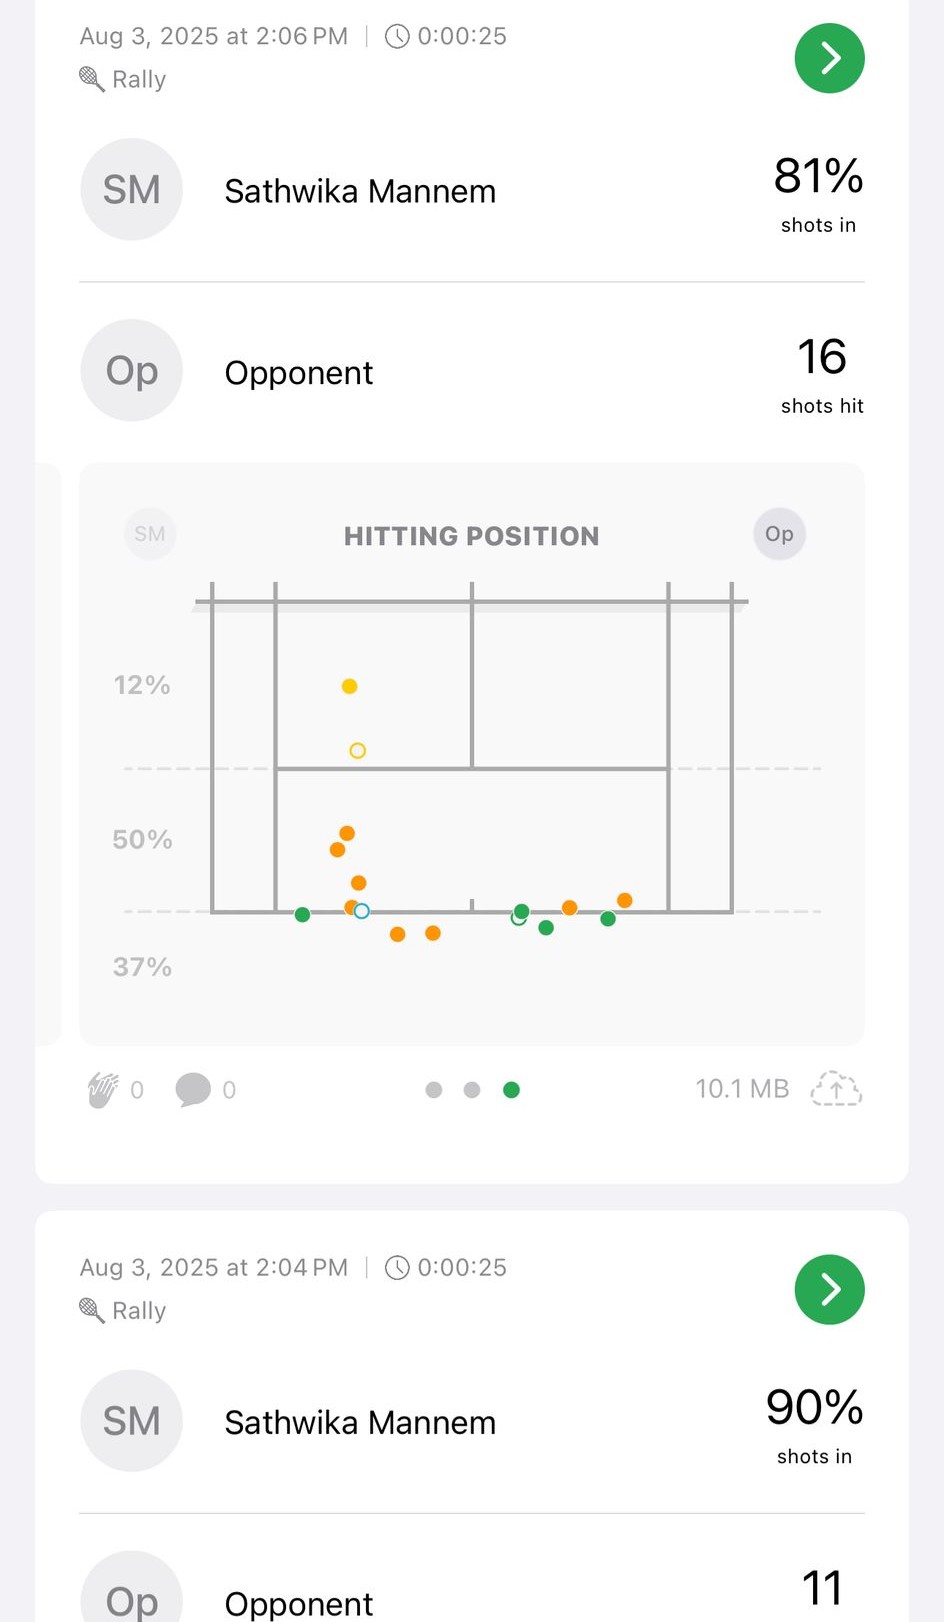 Aug 3, 2025 at 2:06 PM | 0:00:25
Rally
SM Sathwika Mannem 81%
shots in
Op Opponent 16
shots hit
SM HITTING POSITION Op
12%
50%
37%
0 0 10.1 MB
Aug 3, 2025 at 2:04 PM | 0:00:25
Rally
SM Sathwika Mannem 90%
shots in
Op Opponent 11